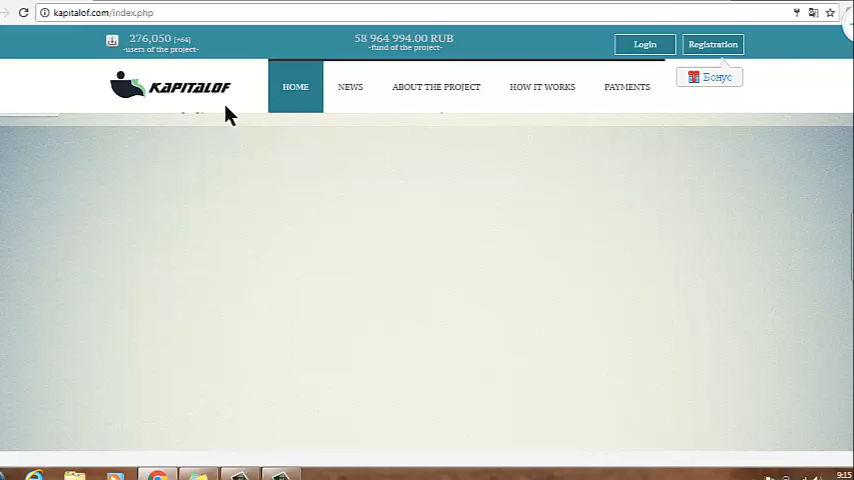 kapitalof.com/index.php
276,050 [+64]
-users of the project-
58 964 994.00 RUB
-fund of the project-
Login
Registration
Бонус
KAPITALOF
HOME
NEWS
ABOUT THE PROJECT
HOW IT WORKS
PAYMENTS
9:15